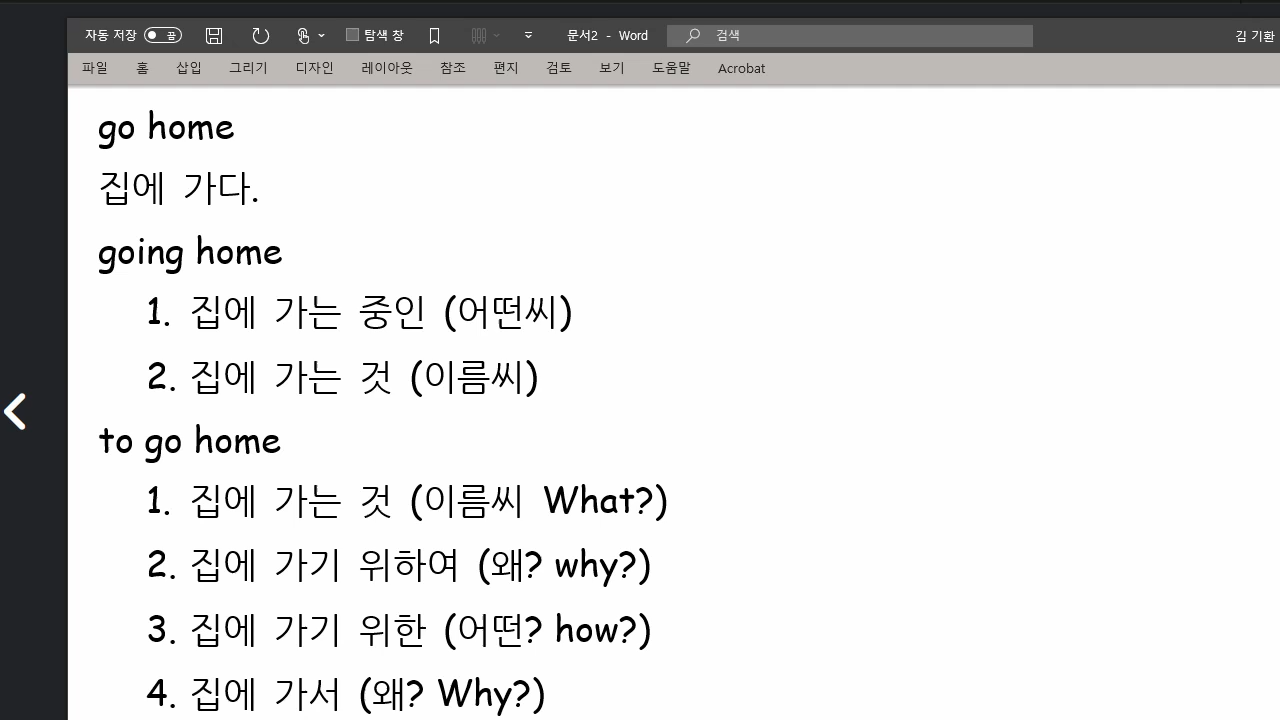 자동 저장 끔 탐색 창 문서2 - Word 검색 김 기환
파일 홈 삽입 그리기 디자인 레이아웃 참조 편지 검토 보기 도움말 Acrobat
go home
집에 가다.
going home
1. 집에 가는 중인 (어떤씨)
2. 집에 가는 것 (이름씨)
to go home
1. 집에 가는 것 (이름씨 What?)
2. 집에 가기 위하여 (왜? why?)
3. 집에 가기 위한 (어떤? how?)
4. 집에 가서 (왜? Why?)